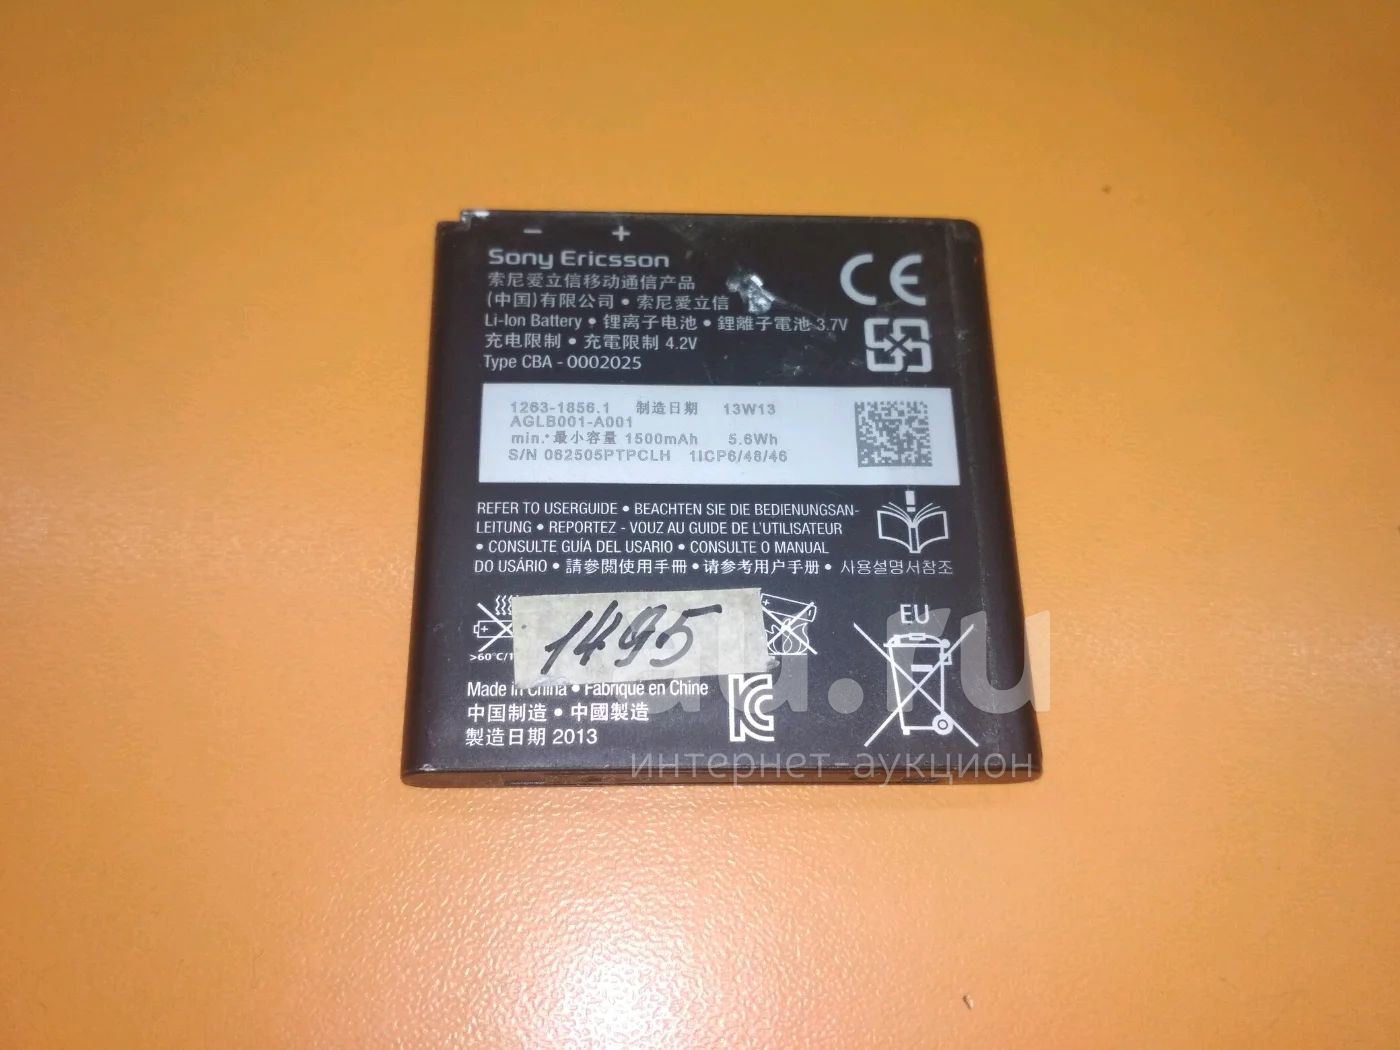 − +
Sony Ericsson
索尼爱立信移动通信产品
(中国)有限公司 • 索尼爱立信
Li-Ion Battery • 锂离子电池 • 鋰離子電池 3.7V
充电限制 • 充電限制 4.2V
Type CBA - 0002025
1263-1856.1 制造日期 13W13
AGLB001-A001
min.* 最小容量 1500mAh 5.6Wh
S/N 062505PTPCLH 1ICP6/48/46
REFER TO USERGUIDE • BEACHTEN SIE DIE BEDIENUNGSAN-
LEITUNG • REPORTEZ - VOUZ AU GUIDE DE L'UTILISATEUR
• CONSULTE GUÍA DEL USARIO • CONSULTE O MANUAL
DO USÁRIO • 請參閱使用手冊 • 请参考用户手册 • 사용설명서참조
EU
1495
>60°C/1
Made in China • Fabriqué en Chine
中国制造 • 中國製造
製造日期 2013
au.ru
интернет-аукцион